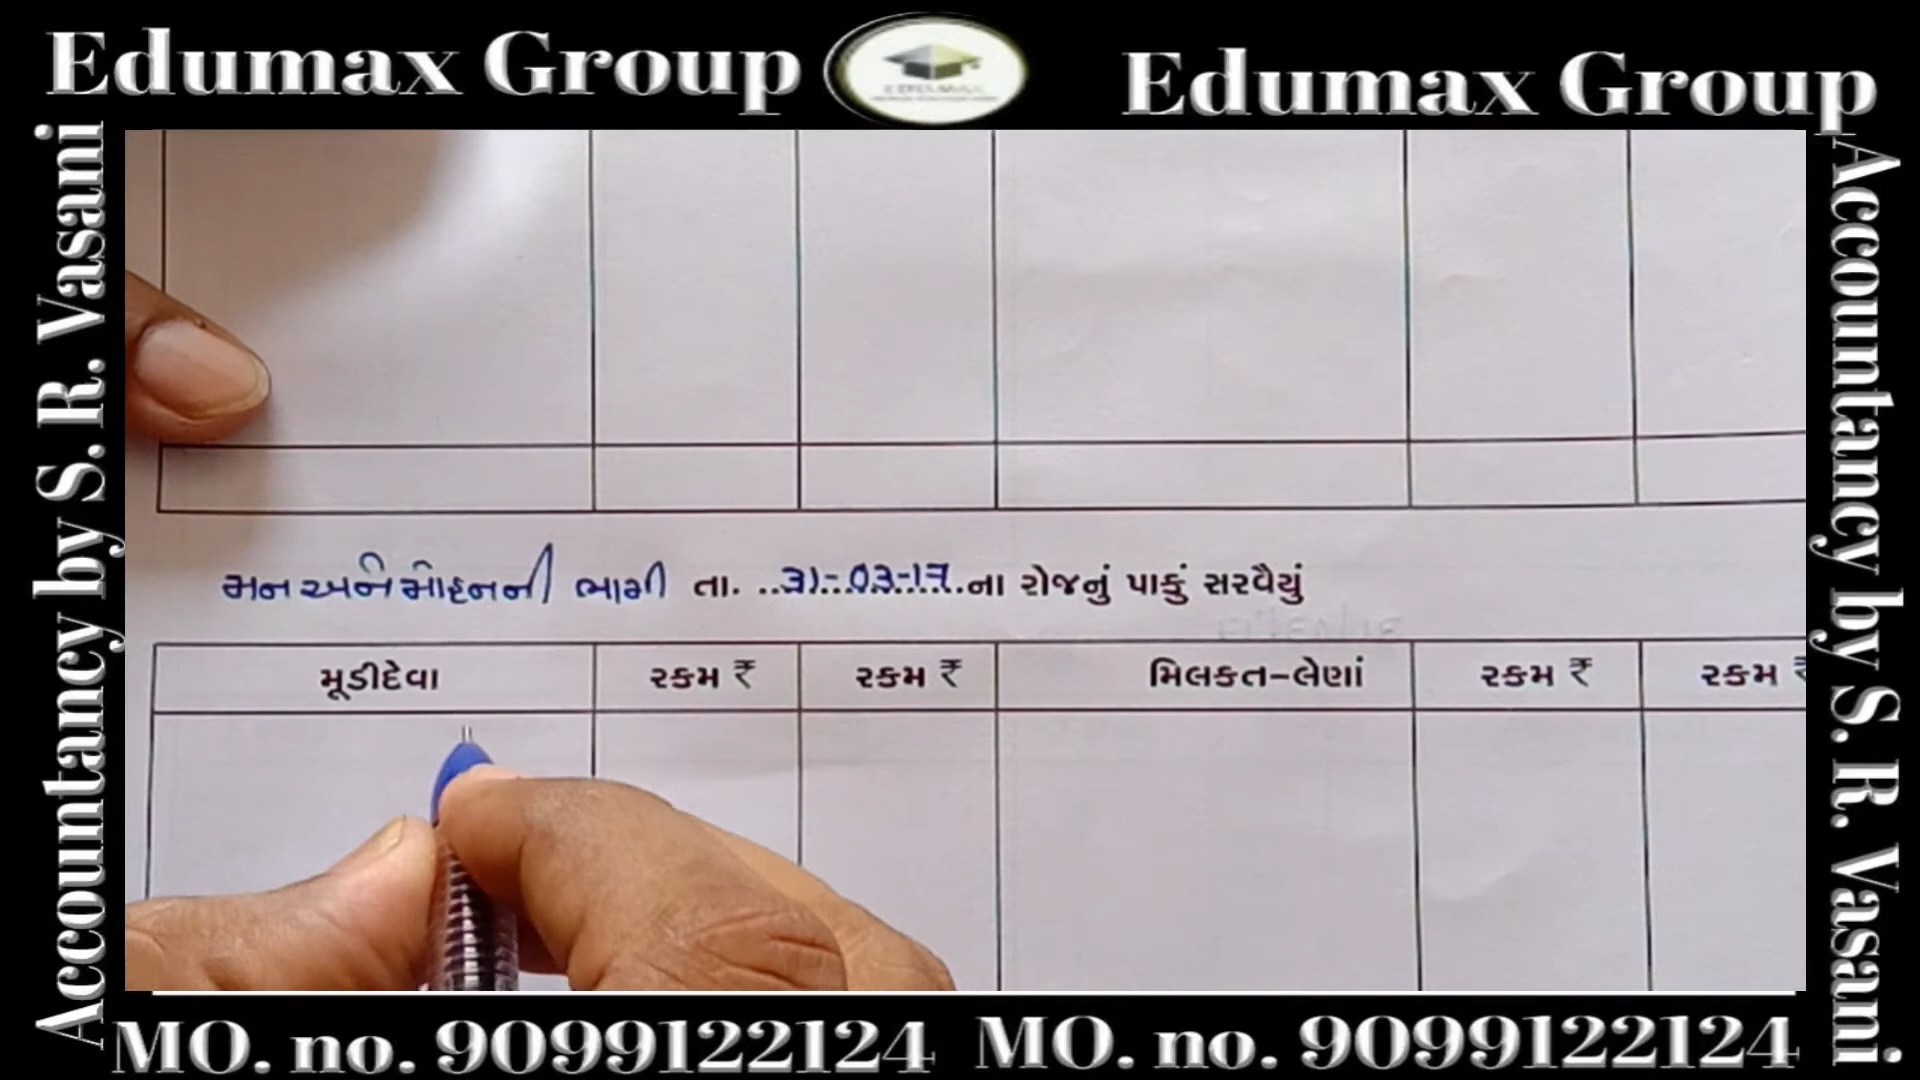 Edumax Group
Edumax Group
Accountancy by S. R. Vasani
Accountancy by S. R. Vasani
મન અને મોહનની ભાગી તા. ..31-03-17..ના રોજનું પાકું સરવૈયું
મૂડીદેવા રકમ ₹ રકમ ₹ મિલકત-લેણાં રકમ ₹ રકમ ₹
MO. no. 9099122124 MO. no. 9099122124